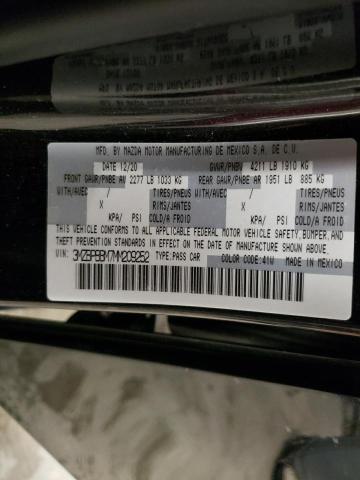 MFD. BY MAZDA MOTOR MANUFACTURING DE MEXICO S.A. DE C.V.
DATE 12/20 GVWR/PNBV 4211 LB 1910 KG
FRONT GAWR/PNBE AV 2277 LB 1033 KG REAR GAWR/PNBE AR 1951 LB 885 KG
WITH/AVEC TIRES/PNEUS WITH/AVEC TIRES/PNEUS
X RIMS/JANTES X RIMS/JANTES
KPA/ PSI COLD/A FROID KPA/ PSI COLD/A FROID
THIS VEHICLE CONFORMS TO ALL APPLICABLE FEDERAL MOTOR VEHICLE SAFETY, BUMPER, AND
THEFT PREVENTION STANDARDS IN EFFECT ON THE DATE OF MANUFACTURE SHOWN ABOVE.
VIN: TYPE:PASS CAR COLOR CODE:41W MADE IN MEXICO